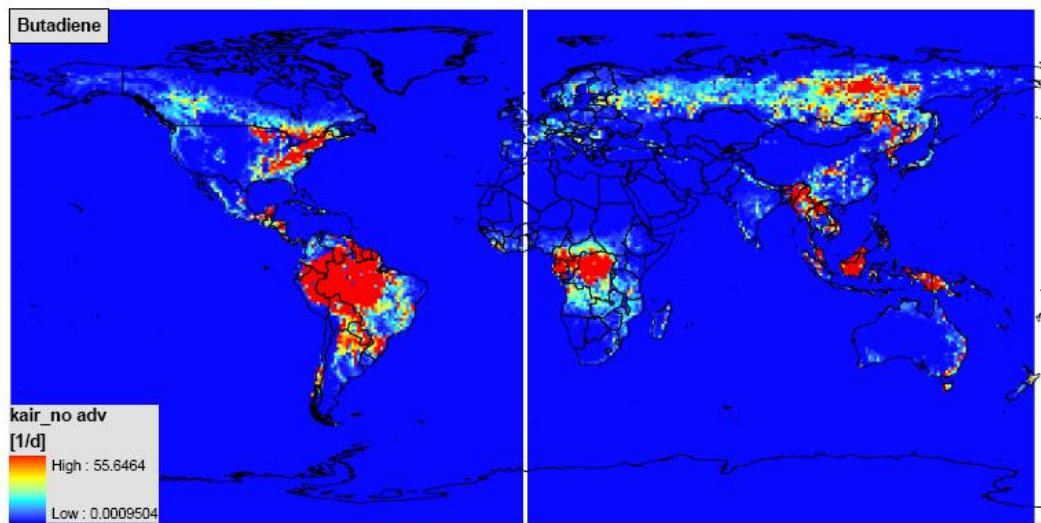 Butadiene
kair_no adv
[1/d]
High : 55.6464
Low : 0.0009504